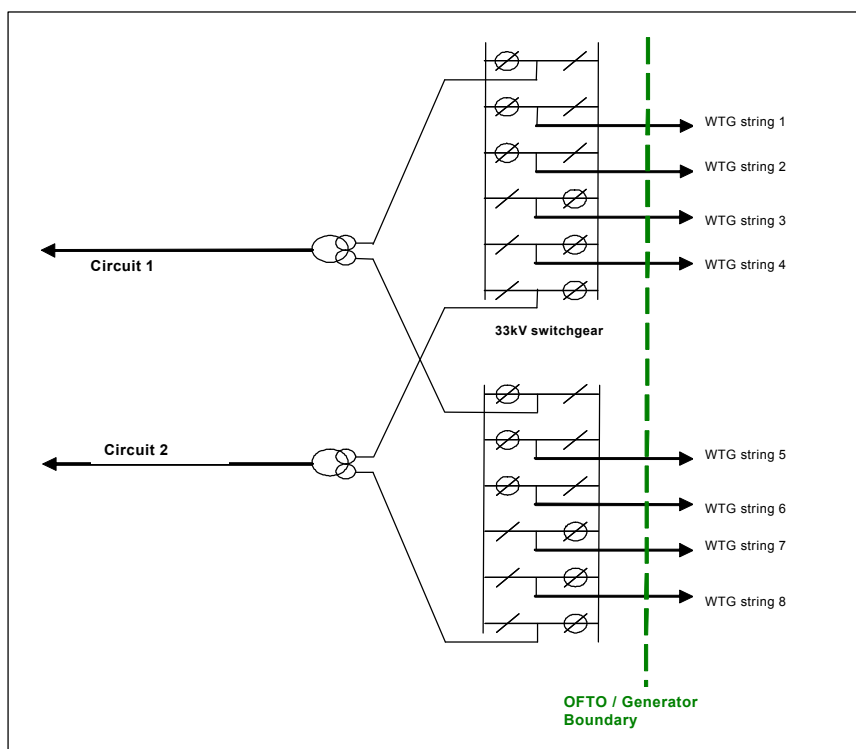 WTG string 1
WTG string 2
WTG string 3
WTG string 4
Circuit 1
33kV switchgear
Circuit 2
WTG string 5
WTG string 6
WTG string 7
WTG string 8
OFTO / Generator
Boundary